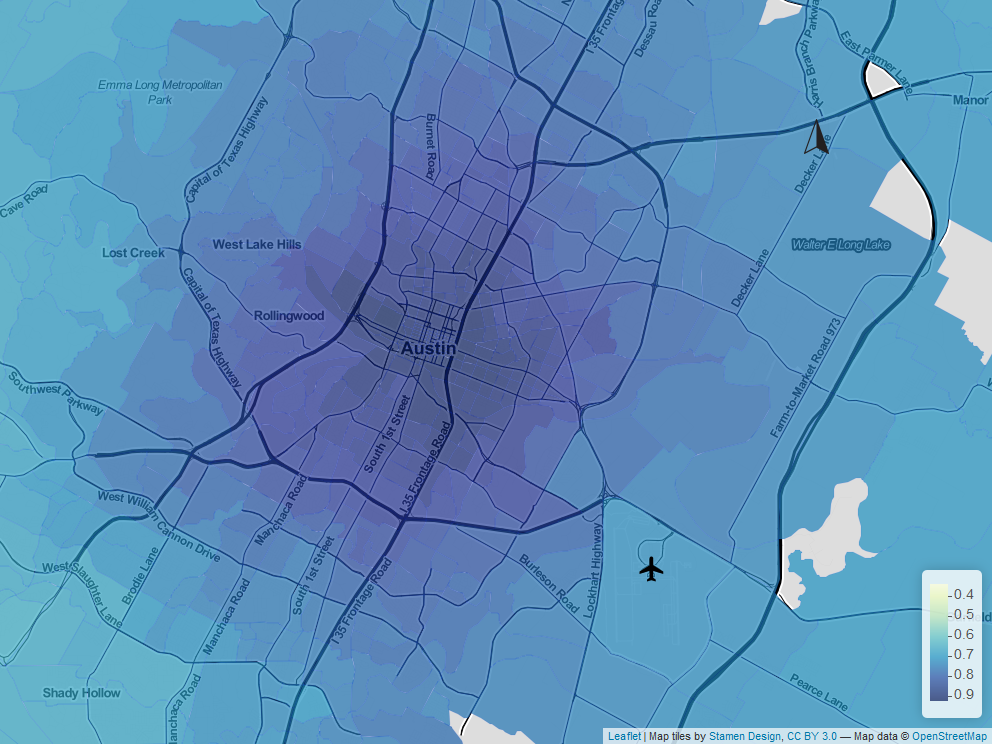 I 35 Frontage
Dessau Roa
Harris Branch Parkway
East Parmer Lane
Emma Long Metropolitan
Park
Manor
Capital of Texas Highway
Burnet Road
Decker Lane
Cave Road
Lost Creek
West Lake Hills
Walter E Long Lake
Decker Lane
Capital of Texas Highway
Rollingwood
Austin
Farm-to-Market Road 973
Southwest Parkway
South 1st Street
I 35 Frontage Road
West William Cannon Drive
Manchaca Road
Lockhart Highway
Brodie Lane
West Slaughter Lane
South 1st Street
I 35 Frontage Road
Burleson Road
Manchaca Road
Shady Hollow
Manchaca Road
Pearce Lane
0.4
0.5
0.6
0.7
0.8
0.9
Leaflet | Map tiles by Stamen Design, CC BY 3.0 — Map data © OpenStreetMap